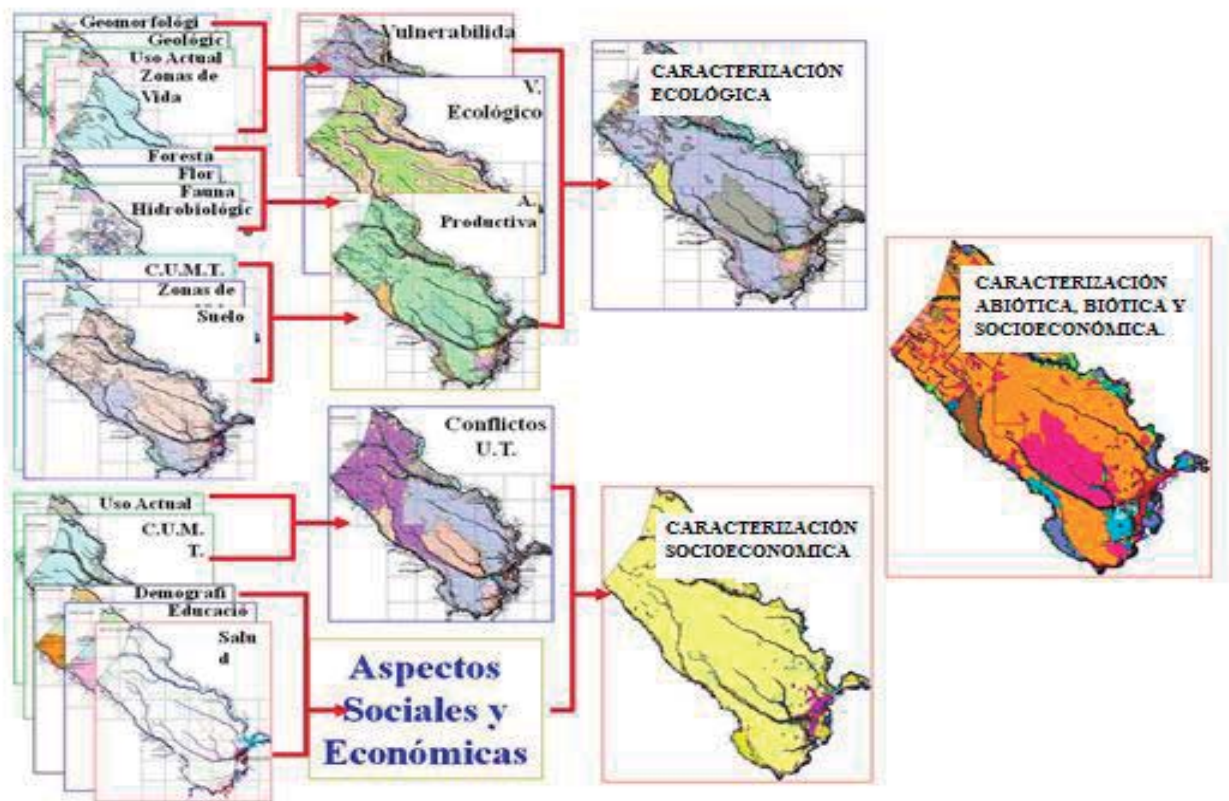 Geomorfológi
Geológic
Uso Actual
Zonas de
Vida
Foresta
Flor
Fauna
Hidrobiológic
C.U.M.T.
Zonas de
Suelo
Uso Actual
C.U.M.
T.
Demografi
Educació
Salu
d
Vulnerabilida
V.
Ecológico
A.
Productiva
Conflictos
U.T.
Aspectos
Sociales y
Económicas
CARACTERIZACIÓN
ECOLÓGICA
CARACTERIZACIÓN
SOCIOECONOMICA
CARACTERIZACIÓN
ABIÓTICA, BIÓTICA Y
SOCIOECONÓMICA.